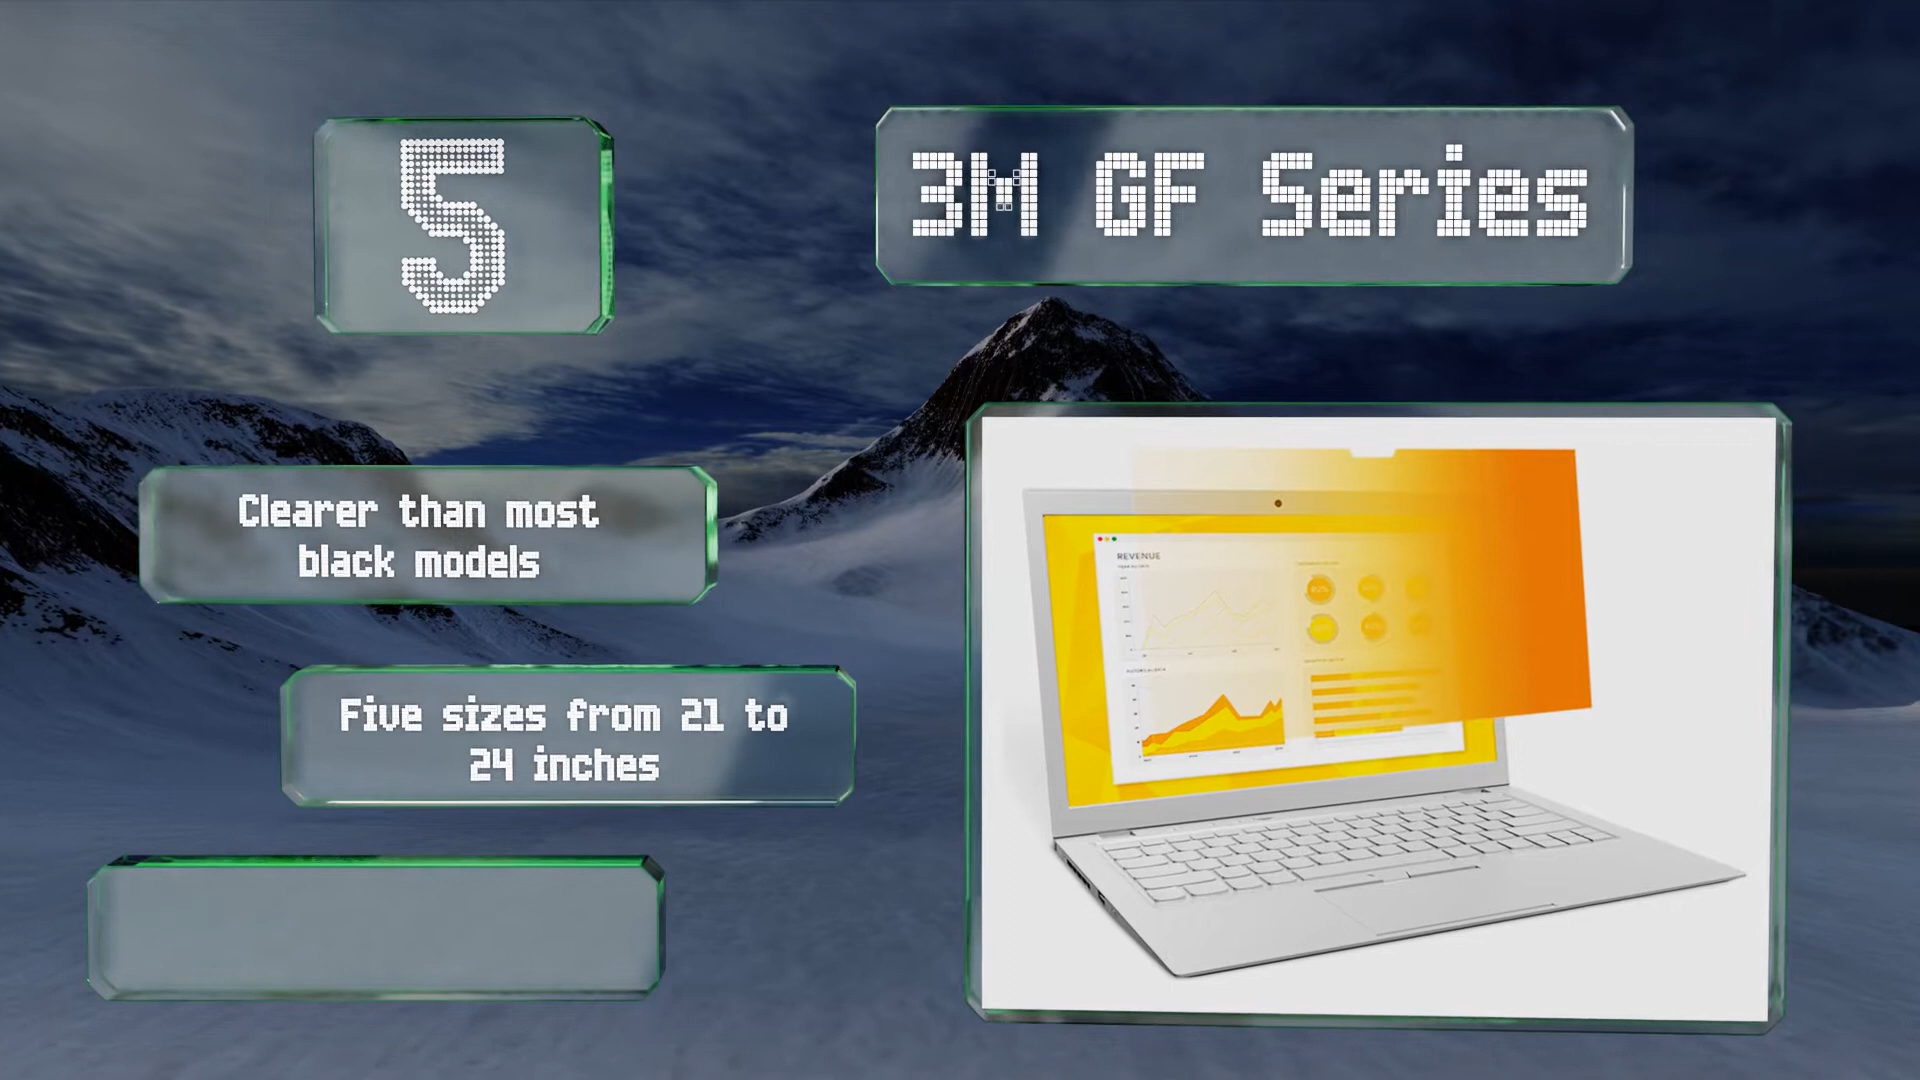 5
3M GF Series
Clearer than most
black models
Five sizes from 21 to
24 inches
REVENUE